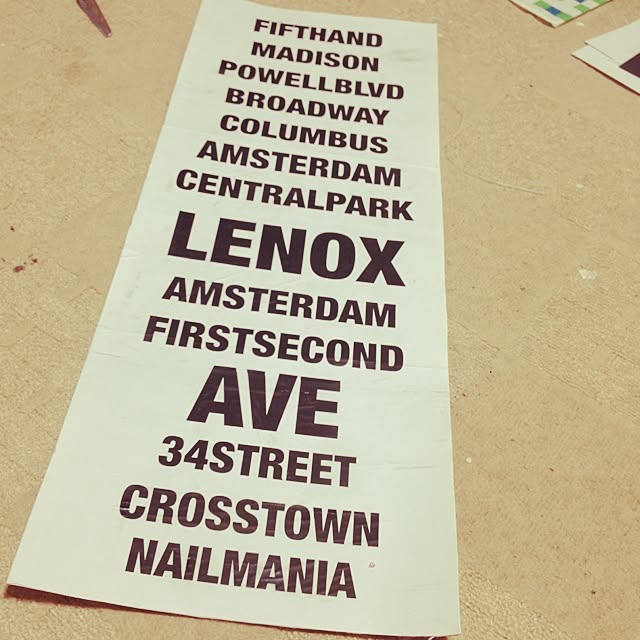 FIFTHAND
MADISON
POWELLBLVD
BROADWAY
COLUMBUS
AMSTERDAM
CENTRALPARK
LENOX
AMSTERDAM
FIRSTSECOND
AVE
34STREET
CROSSTOWN
NAILMANIA